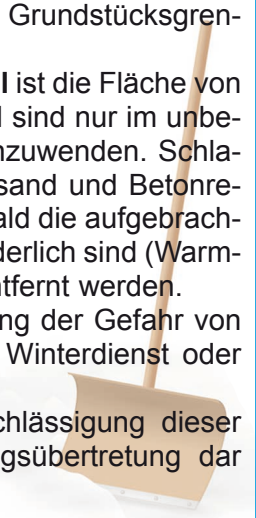 Grundstücksgren-
l ist die Fläche von
sind nur im unbe-
nzuwenden. Schla-
sand und Betonre-
ald die aufgebrach-
derlich sind (Warm-
tfernt werden.
ng der Gefahr von
Winterdienst oder
chlässigung dieser
gsübertretung dar